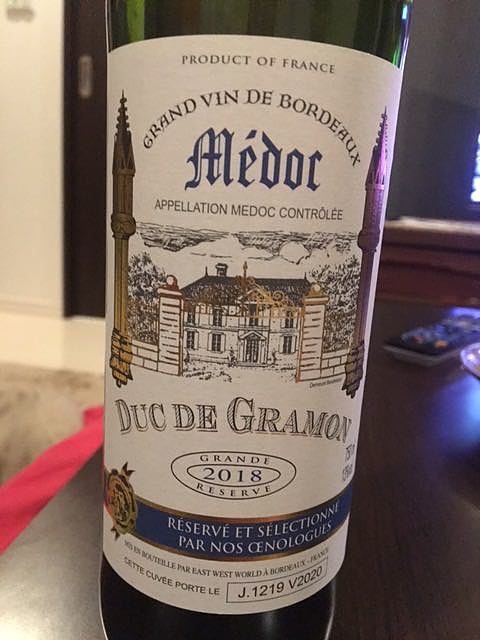 PRODUCT OF FRANCE
GRAND VIN DE BORDEAUX
Médoc
APPELLATION MEDOC CONTRÔLÉE
DUC DE GRAMON
GRANDE
2018
RESERVE
RÉSERVÉ ET SÉLECTIONNÉ
PAR NOS ŒNOLOGUES
MIS EN BOUTEILLE PAR EAST WEST WORLD À BORDEAUX - FRANCE
CETTE CUVÉE PORTE LE J.1219 V2020